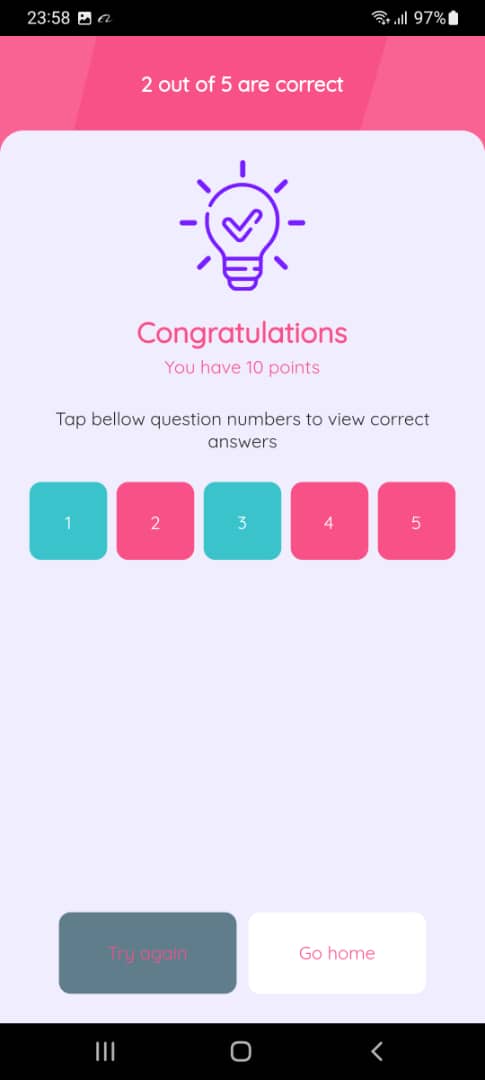 23:58
97%
2 out of 5 are correct
Congratulations
You have 10 points
Tap bellow question numbers to view correct
answers
1 2 3 4 5
Try again Go home